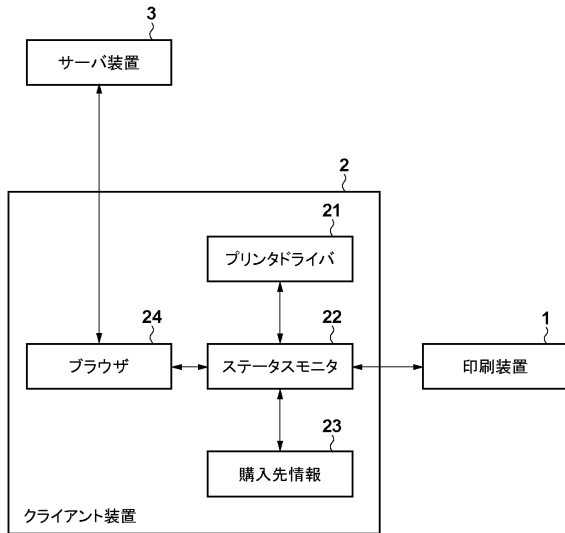 3
サーバ装置
2
21
プリンタドライバ
24
ブラウザ
22
ステータスモニタ
1
印刷装置
23
購入先情報
クライアント装置